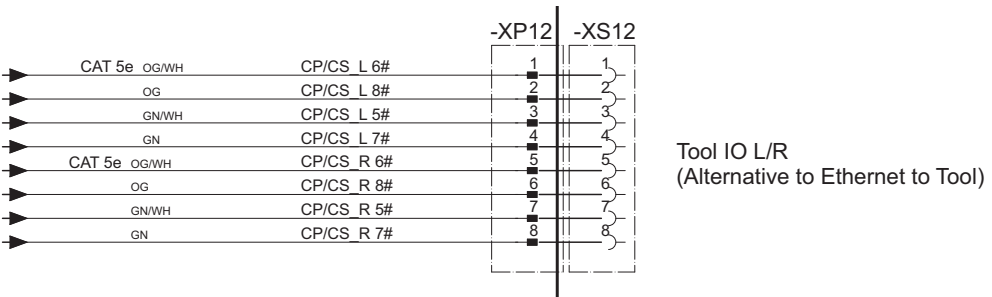 -XP12 -XS12
CAT 5e OG/WH CP/CS_L 6# 1 1
OG CP/CS_L 8# 2 2
GN/WH CP/CS_L 5# 3 3
GN CP/CS_L 7# 4 4
CAT 5e OG/WH CP/CS_R 6# 5 5
OG CP/CS_R 8# 6 6
GN/WH CP/CS_R 5# 7 7
GN CP/CS_R 7# 8 8
Tool IO L/R
(Alternative to Ethernet to Tool)